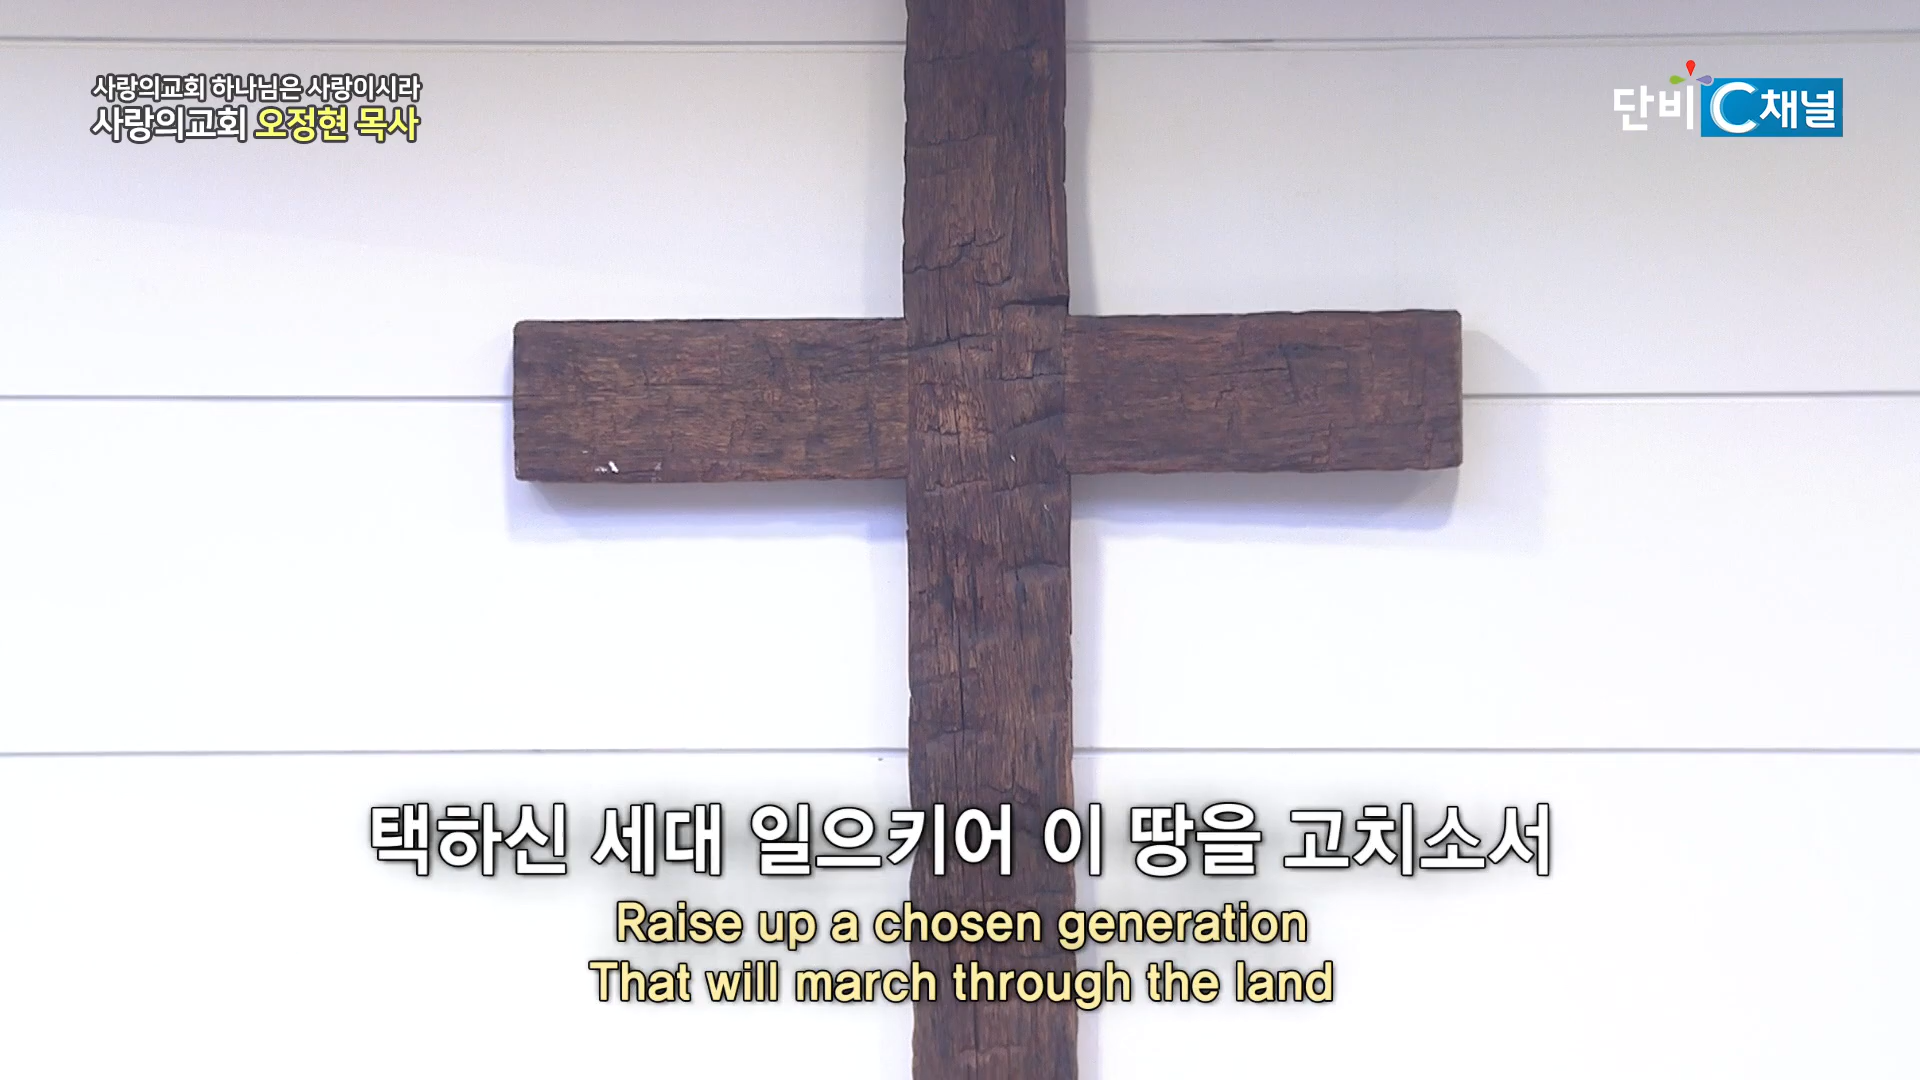 사랑의교회 하나님은 사랑이시라
사랑의교회 오정현 목사
단비 C채널
택하신 세대 일으키어 이 땅을 고치소서
Raise up a chosen generation
That will march through the land